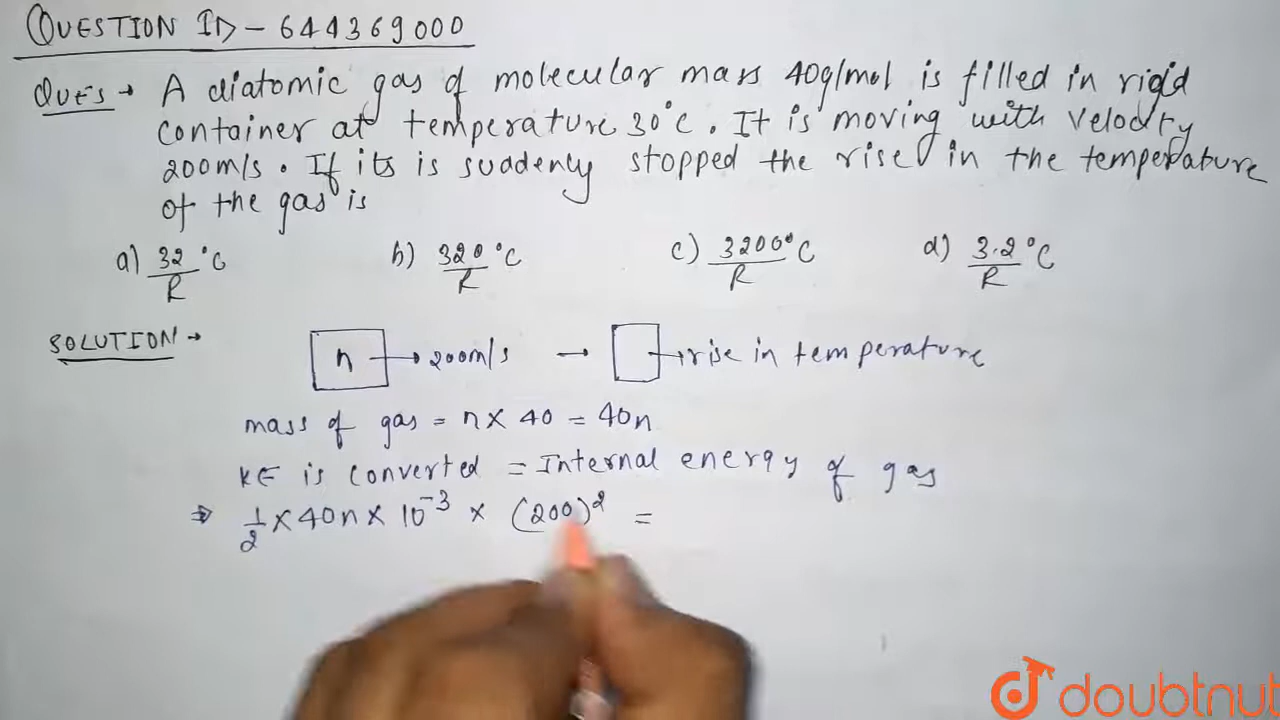 QUESTION ID - 644369000
QUES → A diatomic gas of molecular mass 40g/mol is filled in rigid
container at temperature 30°C. It is moving with velocity
200m/s. If its is suddenly stopped the rise in the temperature
of the gas is
a) 32/R °C b) 320/R °C c) 3200°/R C d) 3.2/R °C
SOLUTION →
n → 200m/s → → rise in temperature
mass of gas = n × 40 = 40n
KE is converted = Internal energy of gas
⇒ 1/2 × 40n × 10⁻³ × (200)² =
doubtnut